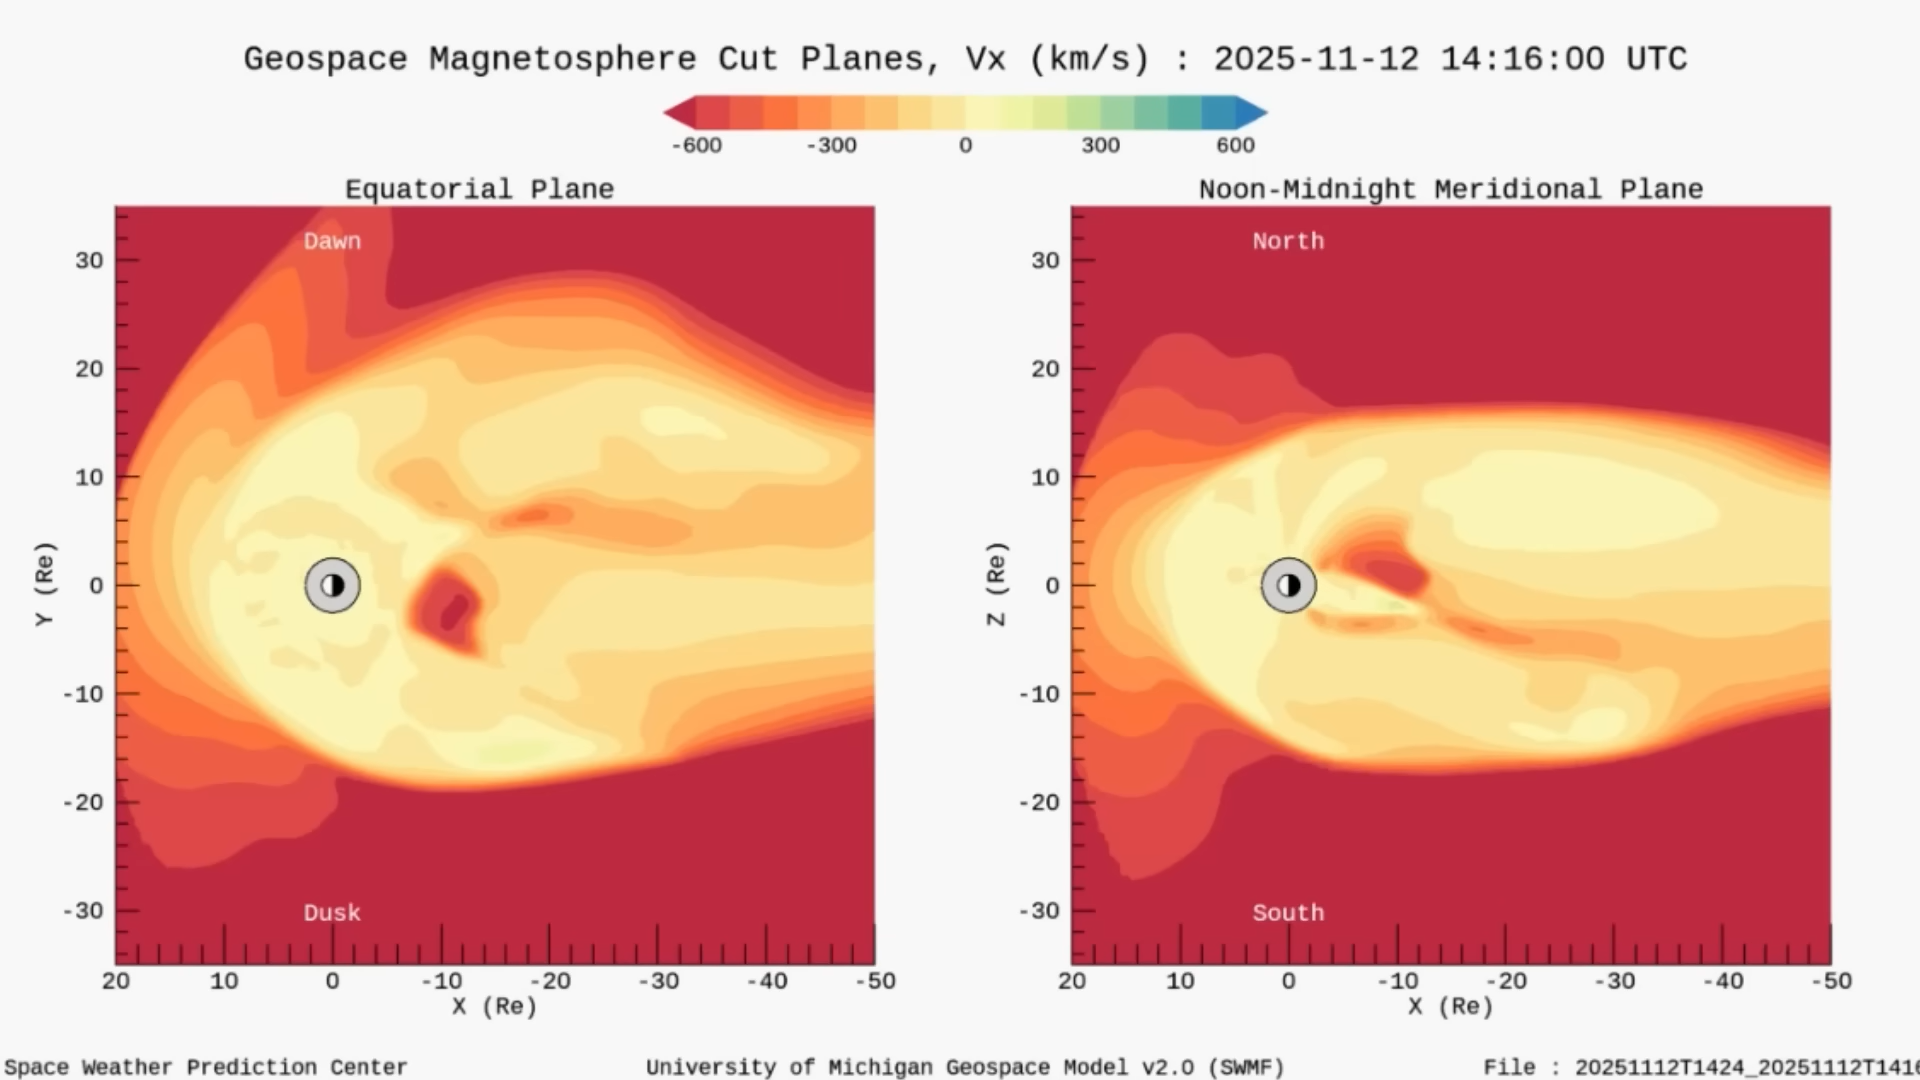 Geospace Magnetosphere Cut Planes, Vx (km/s) : 2025-11-12 14:16:00 UTC
-600 -300 0 300 600
Equatorial Plane
Dawn
30
20
10
0
-10
-20
-30
Y (Re)
Dusk
20 10 0 -10 -20 -30 -40 -50
X (Re)
Noon-Midnight Meridional Plane
North
30
20
10
0
-10
-20
-30
Z (Re)
South
20 10 0 -10 -20 -30 -40 -50
X (Re)
Space Weather Prediction Center
University of Michigan Geospace Model v2.0 (SWMF)
File : 20251112T1424_20251112T1416